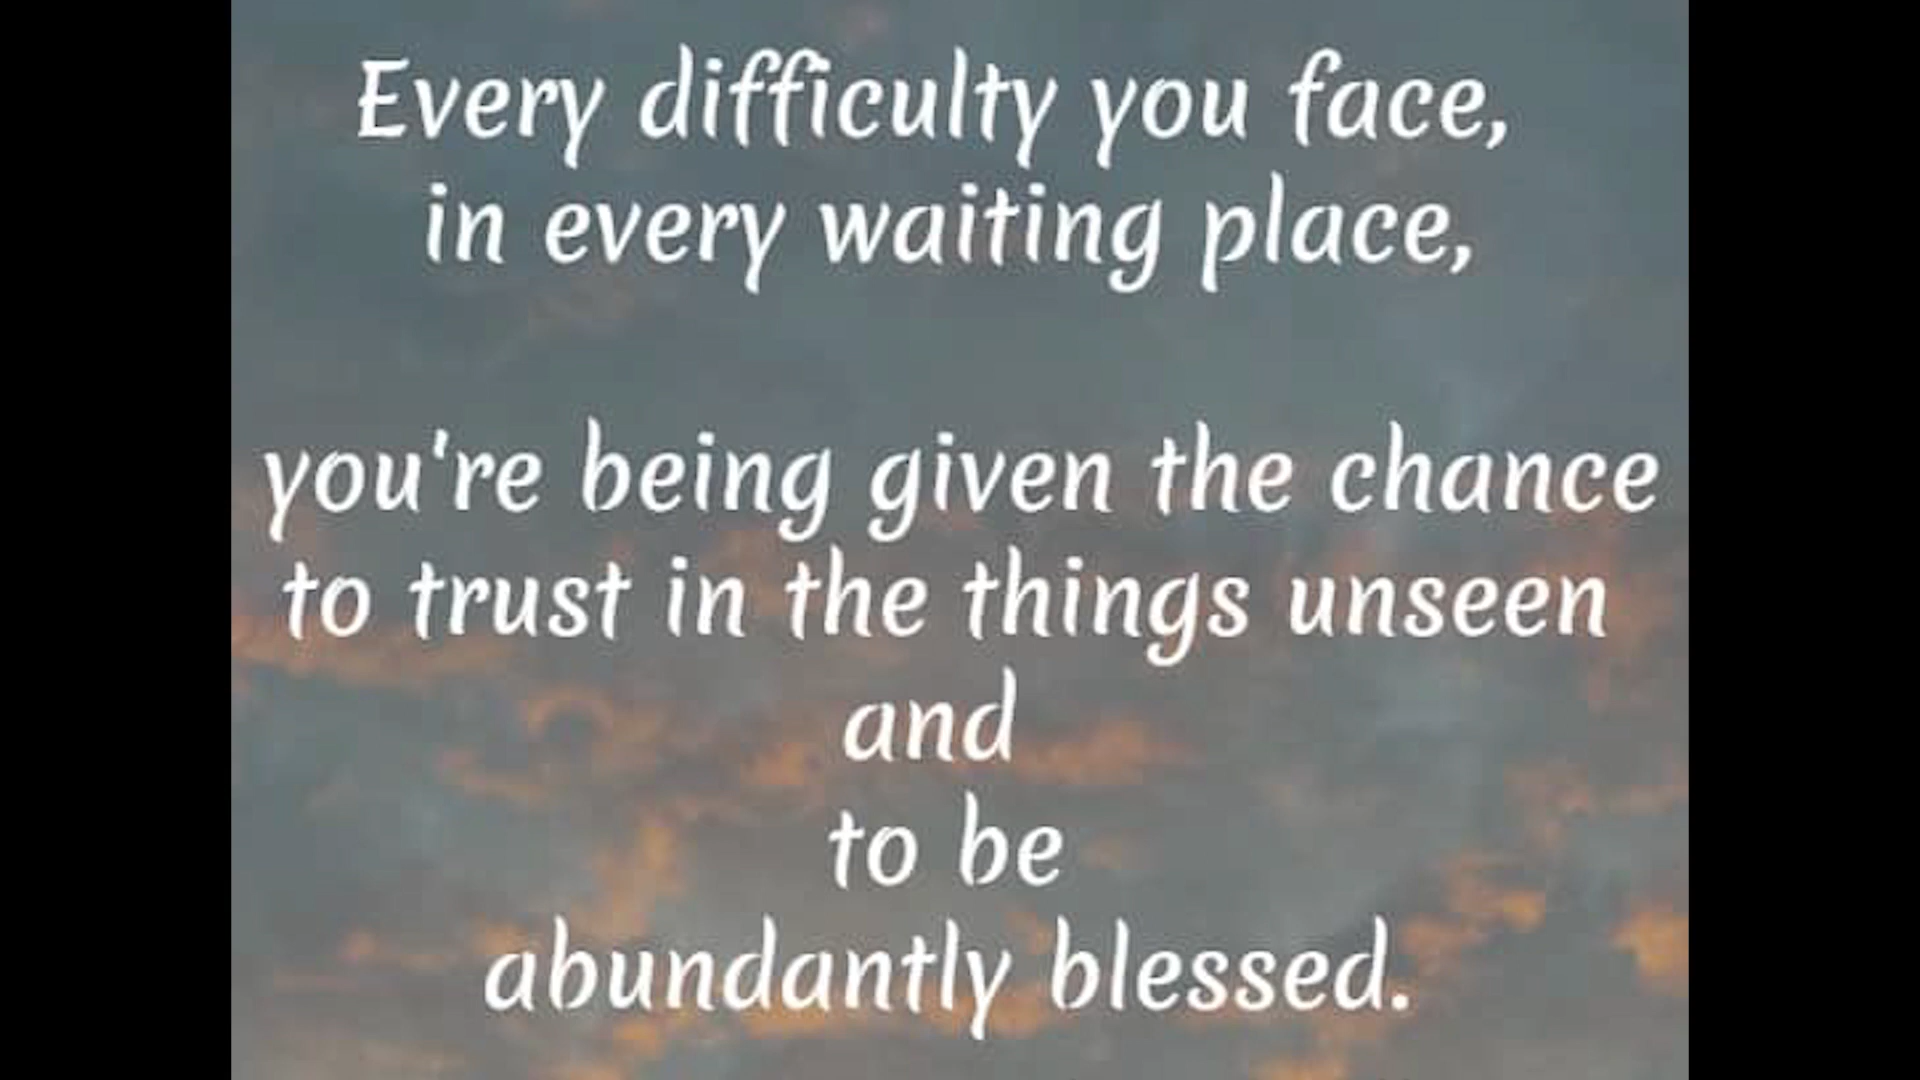 Every difficulty you face,
in every waiting place,
you're being given the chance
to trust in the things unseen
and
to be
abundantly blessed.